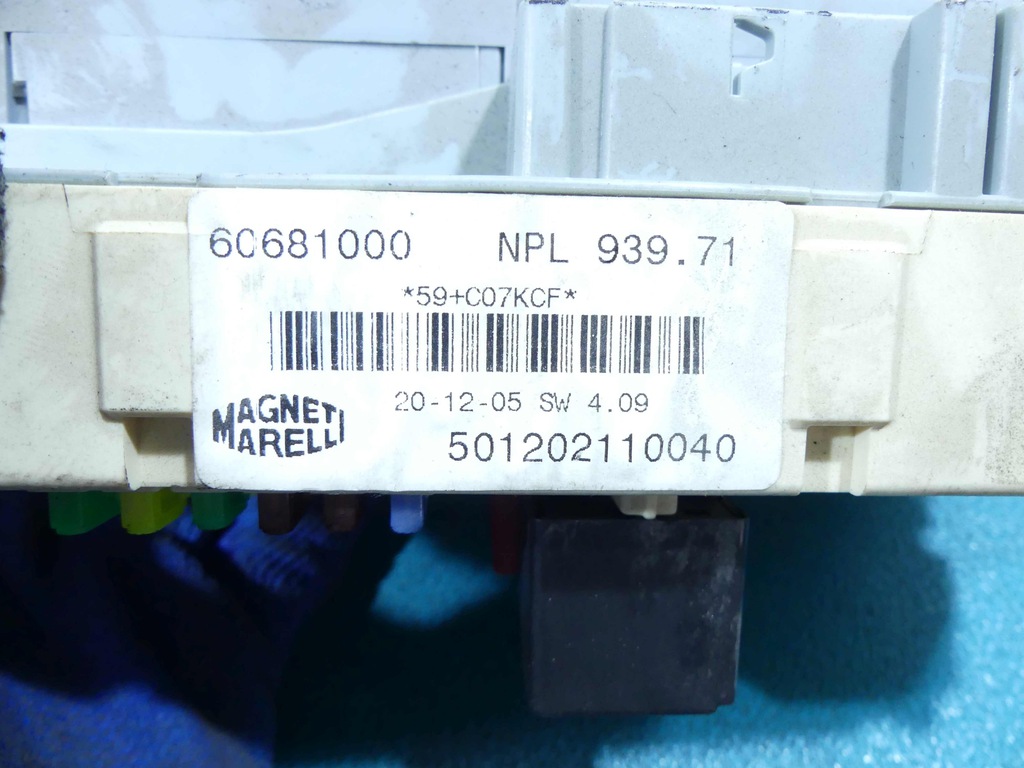 60681000 NPL 939.71
*59+C07KCF*
20-12-05 SW 4.09
MAGNETI
MARELLI
501202110040